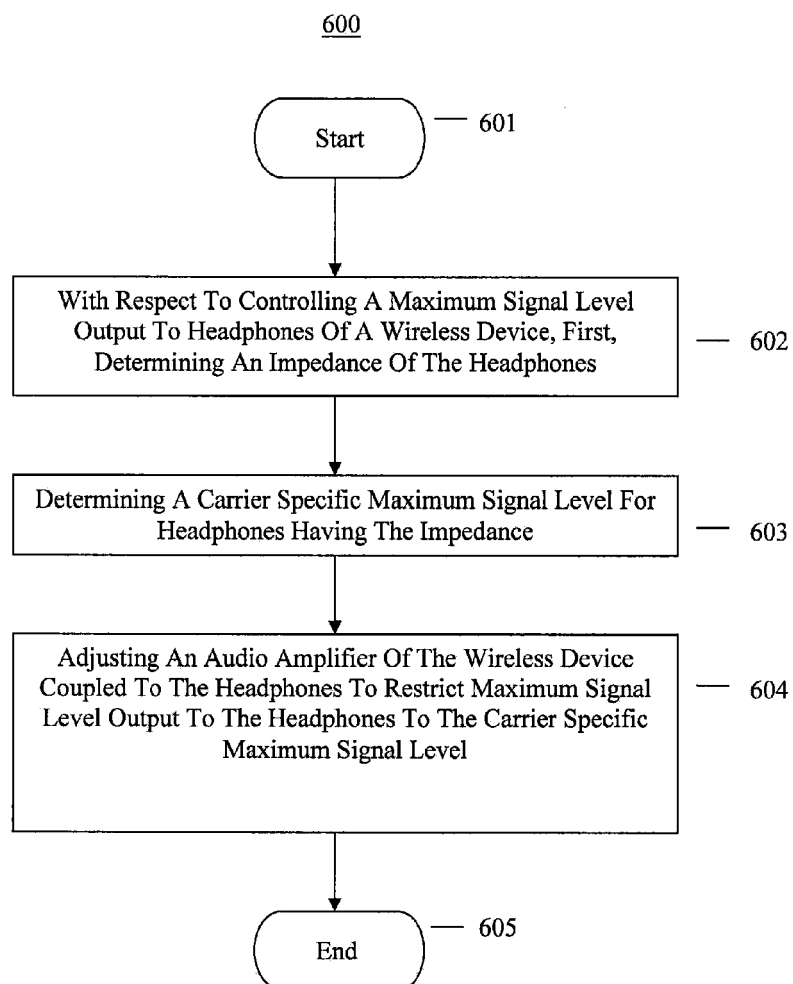 600
Start
601
With Respect To Controlling A Maximum Signal Level
Output To Headphones Of A Wireless Device, First,
Determining An Impedance Of The Headphones
602
Determining A Carrier Specific Maximum Signal Level For
Headphones Having The Impedance
603
Adjusting An Audio Amplifier Of The Wireless Device
Coupled To The Headphones To Restrict Maximum Signal
Level Output To The Headphones To The Carrier Specific
Maximum Signal Level
604
End
605